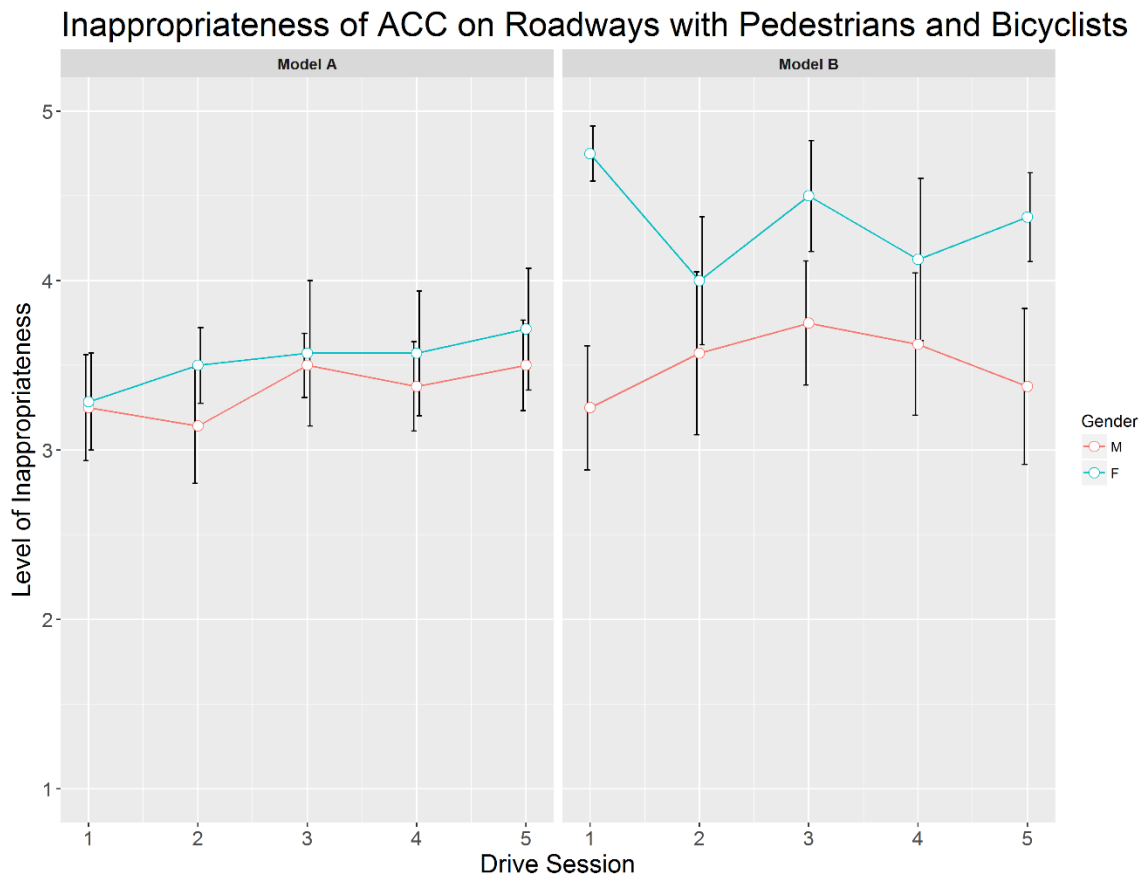 Inappropriateness of ACC on Roadways with Pedestrians and Bicyclists
Model A
Model B
Level of Inappropriateness
5
4
3
2
1
1 2 3 4 5
1 2 3 4 5
Drive Session
Gender
M
F